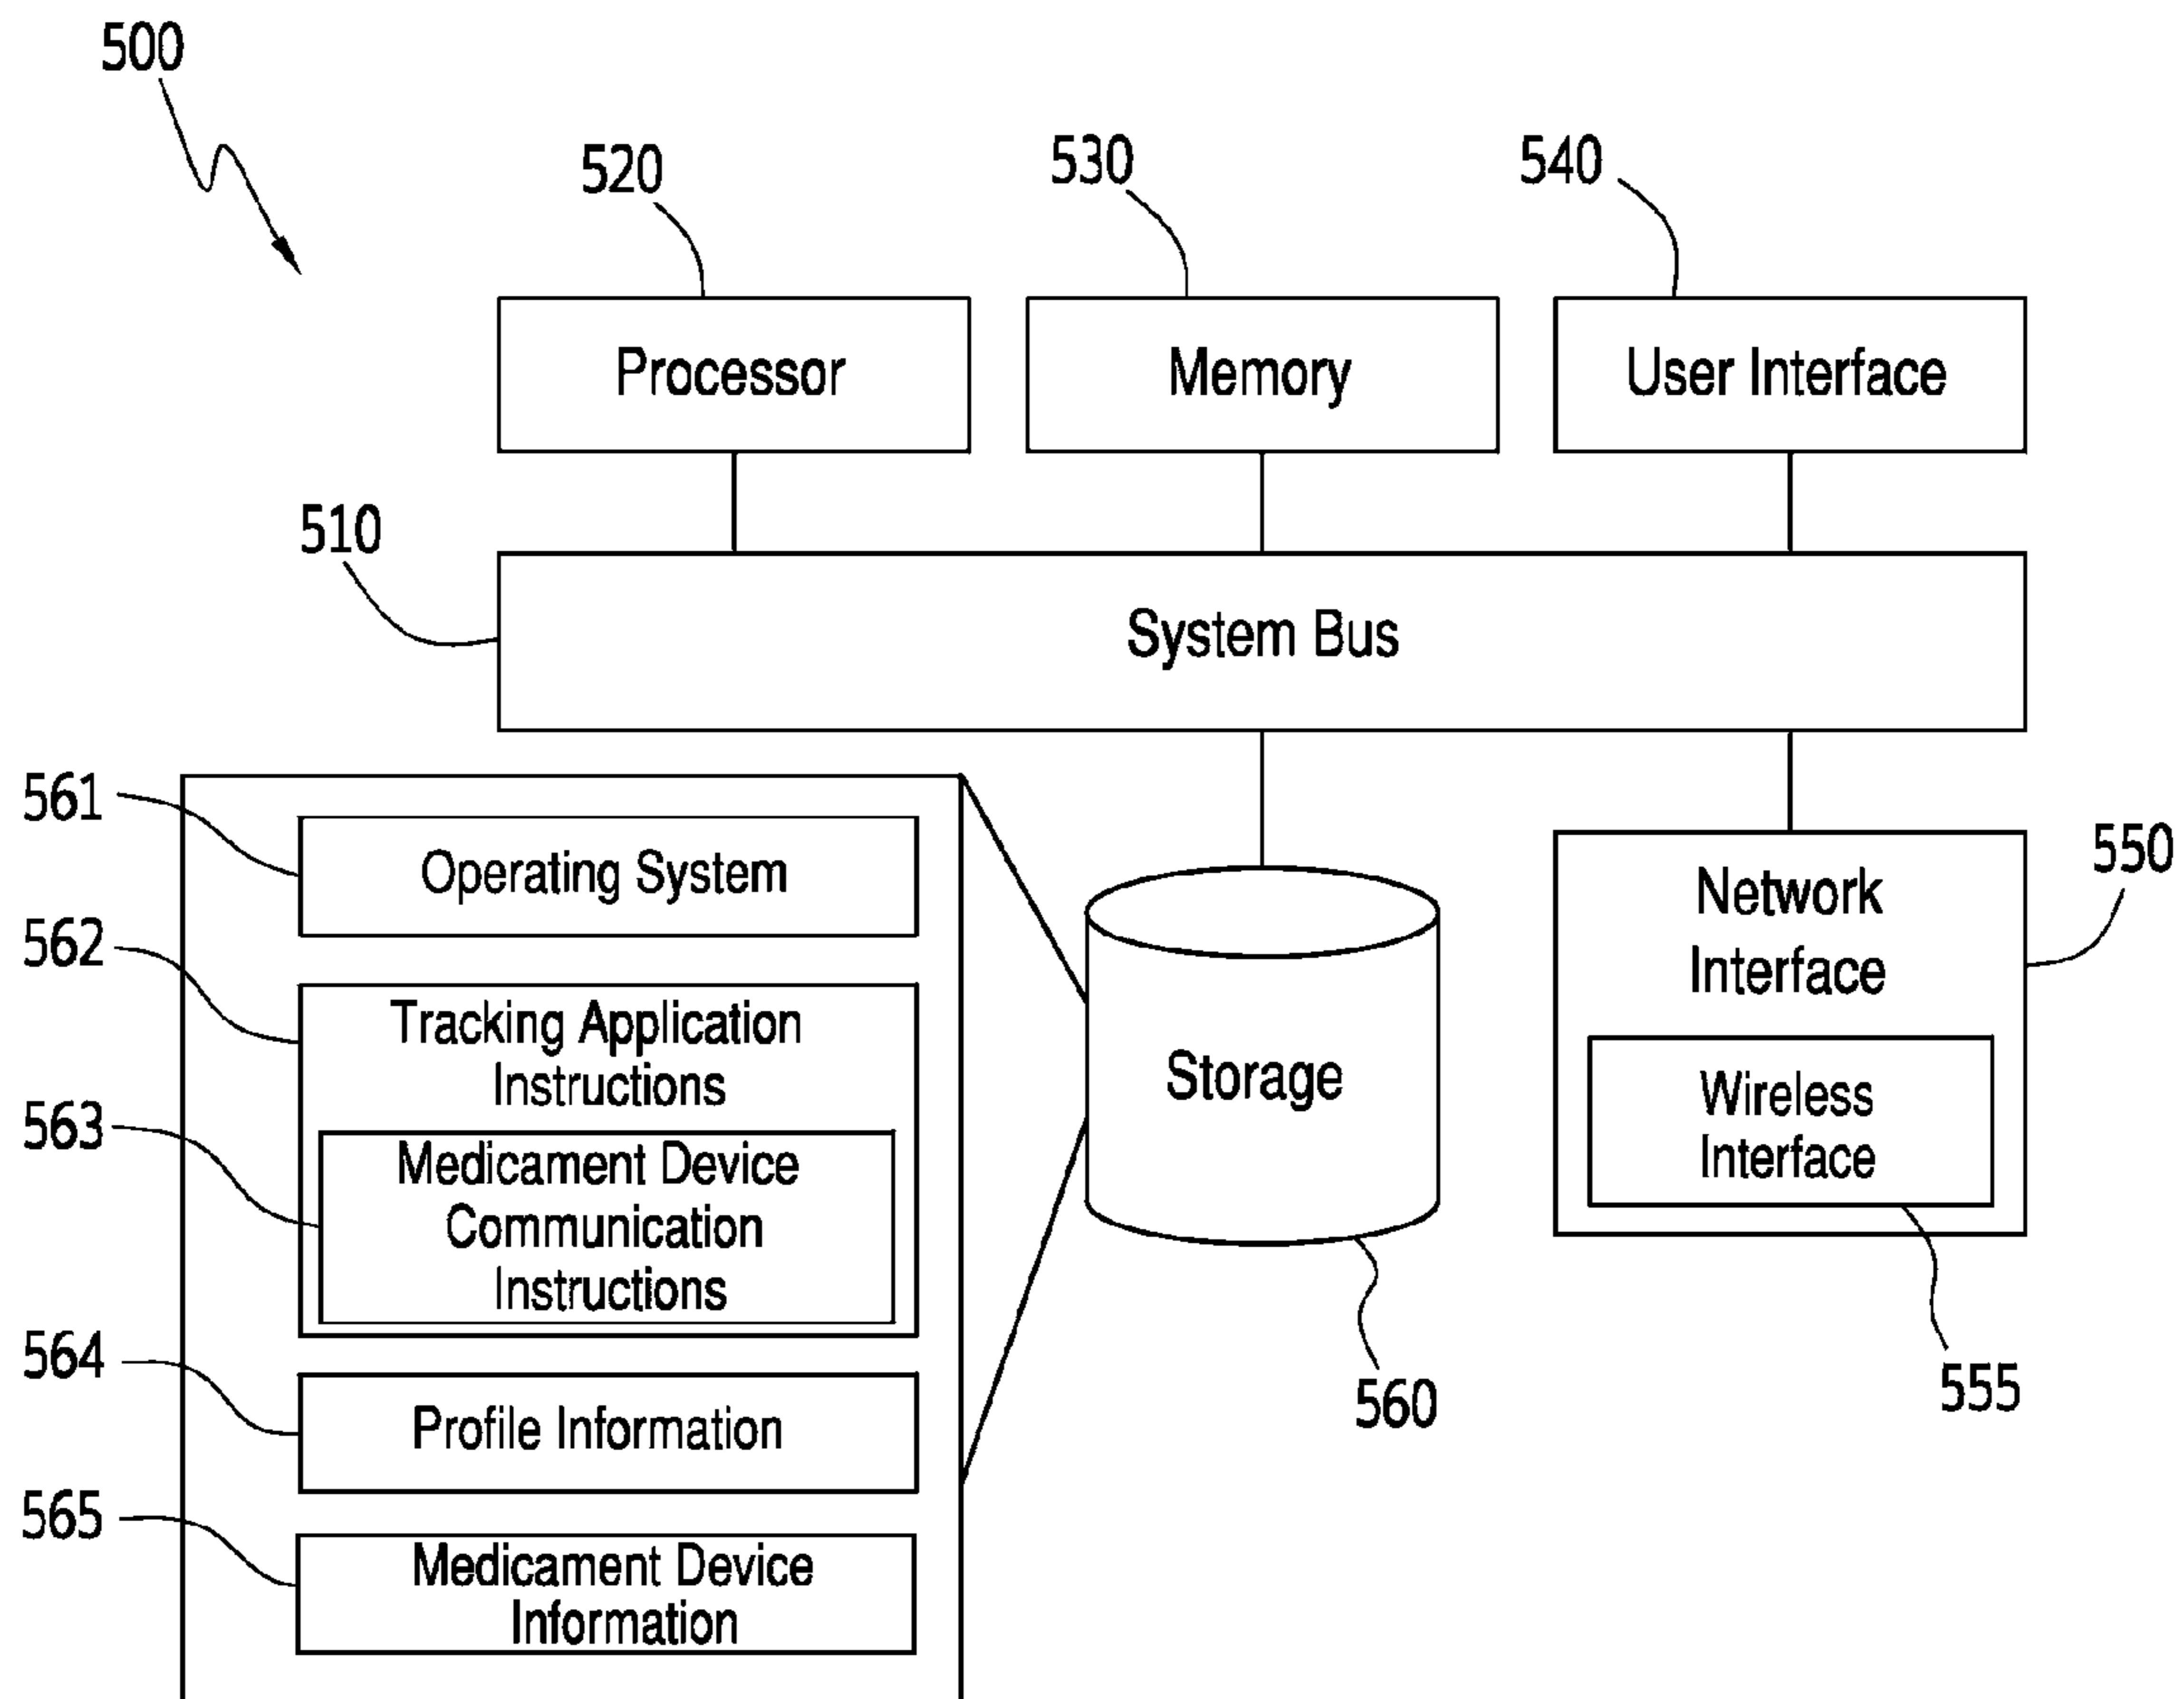 500
520
530
540
Processor
Memory
User Interface
510
System Bus
561
Operating System
562
Tracking Application
Instructions
563
Medicament Device
Communication
Instructions
564
Profile Information
565
Medicament Device
Information
Storage
560
Network
Interface
550
Wireless
Interface
555